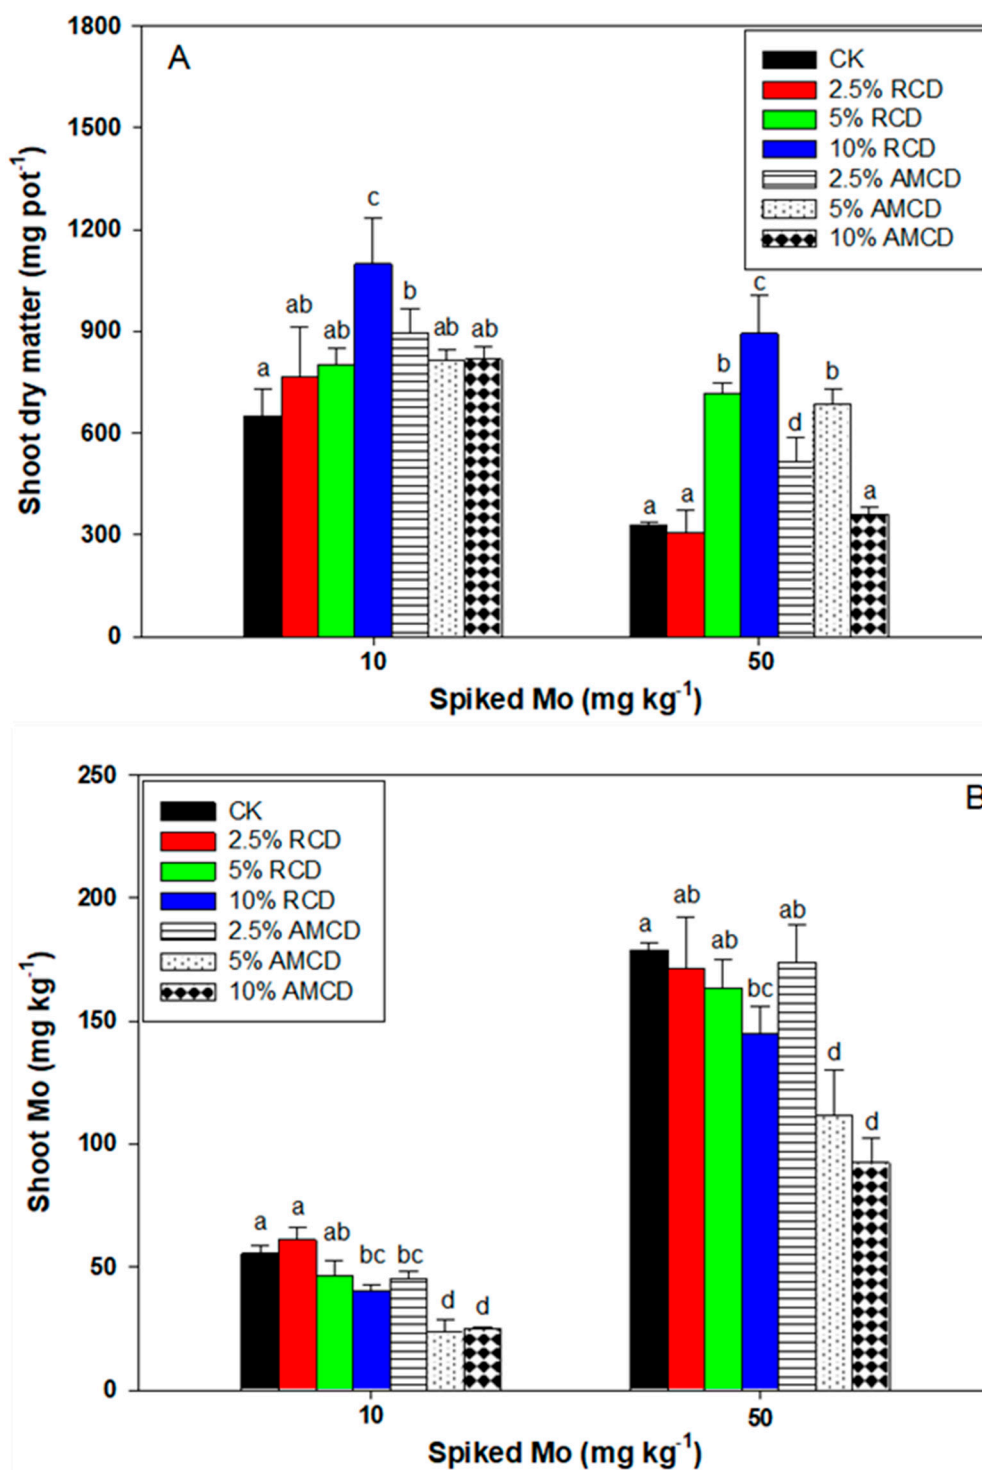 A
1800
1500
1200
900
600
300
0
Shoot dry matter (mg pot⁻¹)
CK
2.5% RCD
5% RCD
10% RCD
2.5% AMCD
5% AMCD
10% AMCD
a
ab
ab
c
b
ab
ab
a
a
b
c
d
b
a
10
50
Spiked Mo (mg kg⁻¹)
B
250
200
150
100
50
0
Shoot Mo (mg kg⁻¹)
CK
2.5% RCD
5% RCD
10% RCD
2.5% AMCD
5% AMCD
10% AMCD
a
a
ab
bc
bc
d
d
a
ab
ab
bc
ab
d
d
10
50
Spiked Mo (mg kg⁻¹)